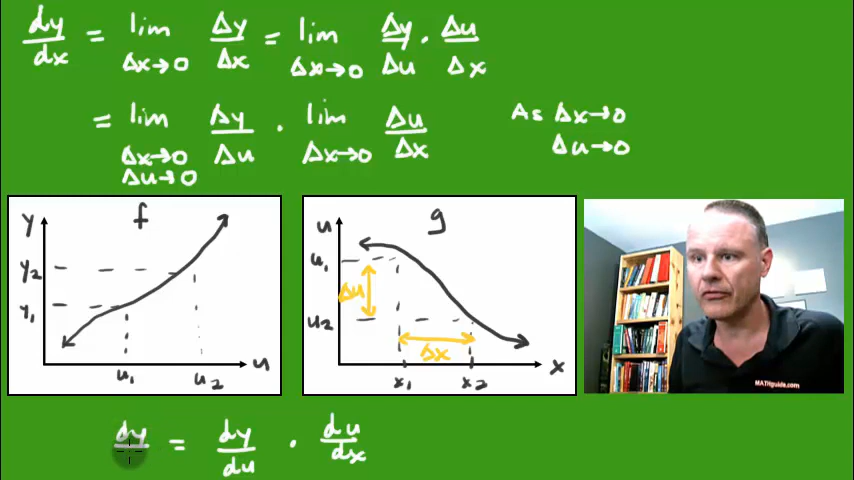 dy/dx = lim Δx→0 Δy/Δx = lim Δx→0 Δy/Δu · Δu/Δx
= lim Δx→0 Δu→0 Δy/Δu · lim Δx→0 Δu/Δx
As Δx→0
Δu→0
y f
y2
y1
u1 u2 u
u g
u1
Δu
u2
Δx
x1 x2 x
MATHguide.com
dy = dy/du · du/dx